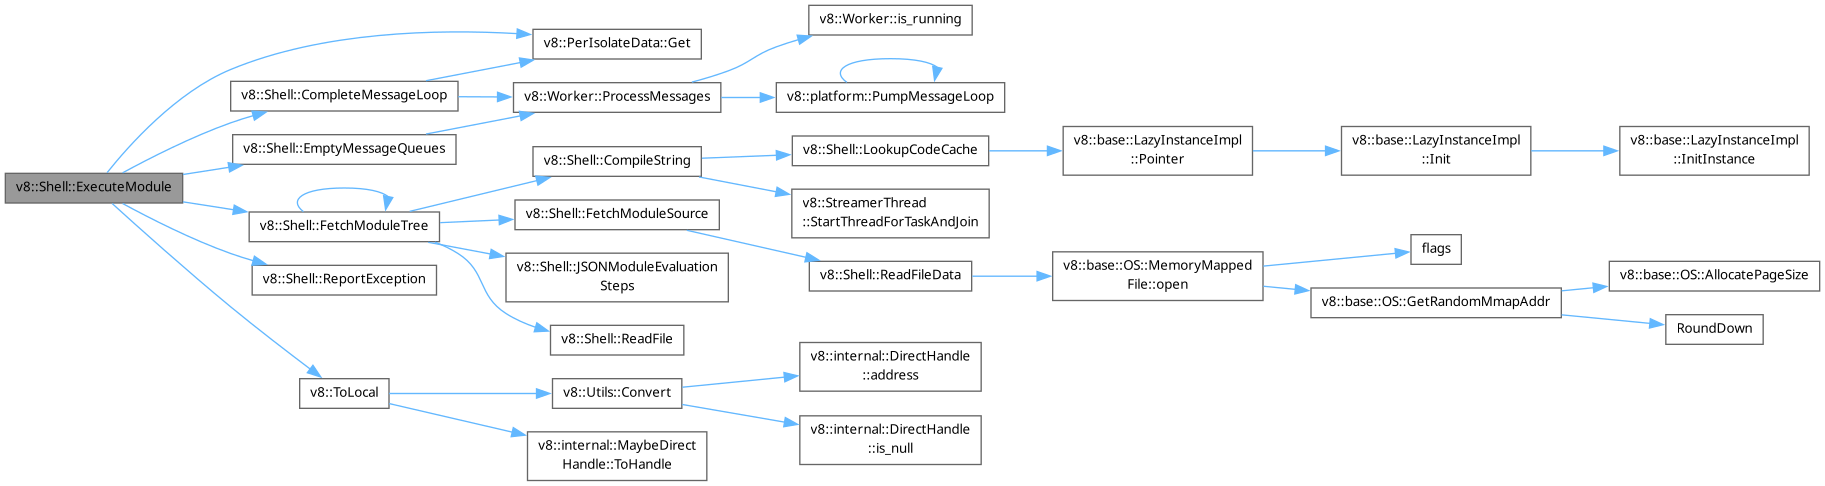 v8::Shell::ExecuteModule
v8::PerIsolateData::Get
v8::Shell::CompleteMessageLoop
v8::Worker::ProcessMessages
v8::Worker::is_running
v8::platform::PumpMessageLoop
v8::Shell::EmptyMessageQueues
v8::Shell::FetchModuleTree
v8::Shell::CompileString
v8::Shell::LookupCodeCache
v8::base::LazyInstanceImpl
::Pointer
v8::base::LazyInstanceImpl
::Init
v8::base::LazyInstanceImpl
::InitInstance
v8::StreamerThread
::StartThreadForTaskAndJoin
v8::Shell::FetchModuleSource
v8::Shell::ReadFileData
v8::base::OS::MemoryMapped
File::open
flags
v8::base::OS::GetRandomMmapAddr
v8::base::OS::AllocatePageSize
RoundDown
v8::Shell::JSONModuleEvaluation
Steps
v8::Shell::ReadFile
v8::Shell::ReportException
v8::ToLocal
v8::Utils::Convert
v8::internal::DirectHandle
::address
v8::internal::DirectHandle
::is_null
v8::internal::MaybeDirect
Handle::ToHandle